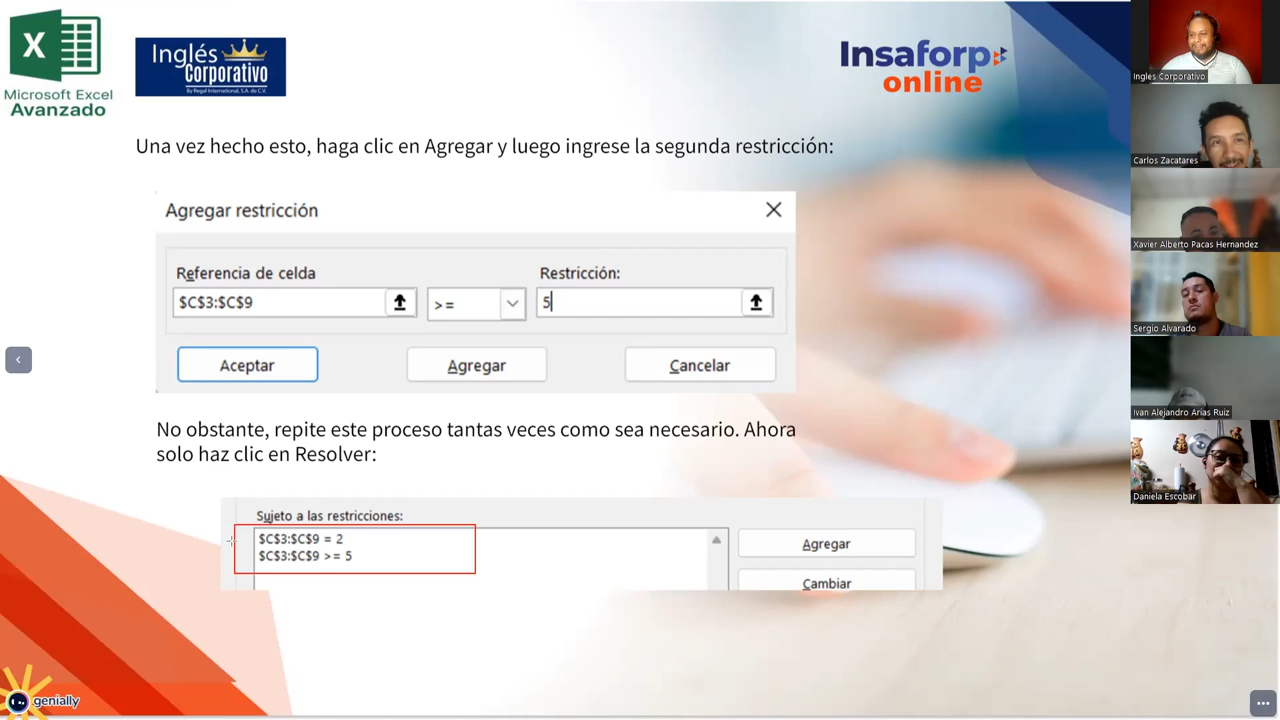 Microsoft Excel
Avanzado
Inglés
Corporativo
By Regal International, S.A. de C.V.
Insaforp
online
Una vez hecho esto, haga clic en Agregar y luego ingrese la segunda restricción:
Agregar restricción
Referencia de celda
Restricción:
$C$3:$C$9
>=
5
Aceptar
Agregar
Cancelar
No obstante, repite este proceso tantas veces como sea necesario. Ahora
solo haz clic en Resolver:
Sujeto a las restricciones:
$C$3:$C$9 = 2
$C$3:$C$9 >= 5
Agregar
Cambiar
genially
Ingles Corporativo
Carlos Zacatares
Xavier Alberto Pacas Hernandez
Sergio Alvarado
Ivan Alejandro Arias Ruiz
Daniela Escobar